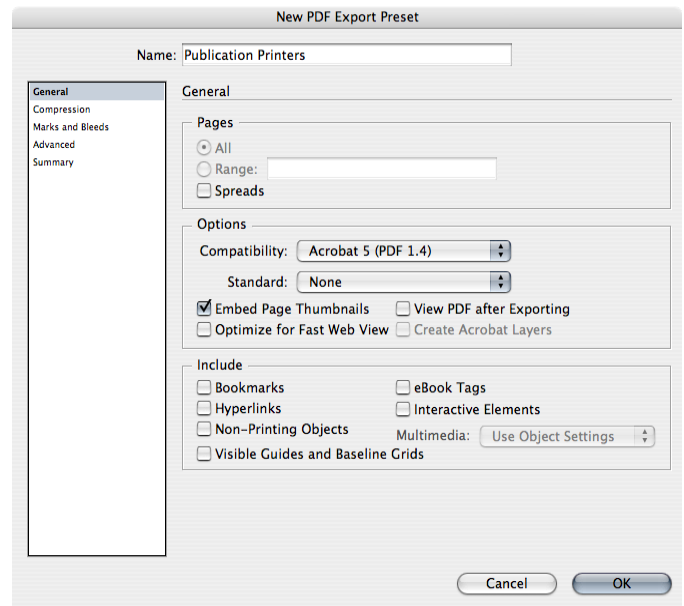 New PDF Export Preset
Name: Publication Printers
General
Compression
Marks and Bleeds
Advanced
Summary
General
Pages
All
Range:
Spreads
Options
Compatibility: Acrobat 5 (PDF 1.4)
Standard: None
Embed Page Thumbnails View PDF after Exporting
Optimize for Fast Web View Create Acrobat Layers
Include
Bookmarks eBook Tags
Hyperlinks Interactive Elements
Non-Printing Objects Multimedia: Use Object Settings
Visible Guides and Baseline Grids
Cancel OK